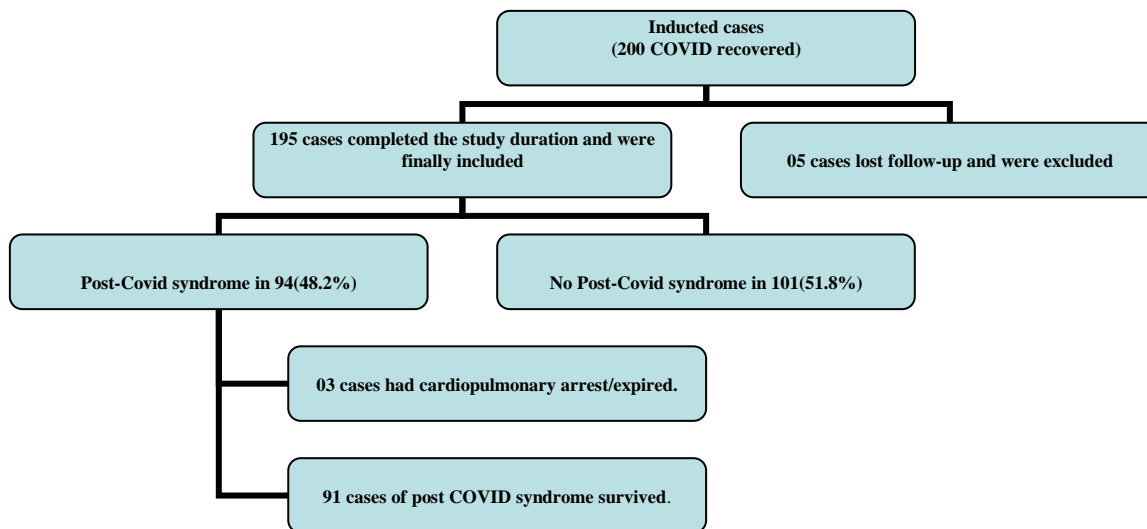 Inducted cases
(200 COVID recovered)
195 cases completed the study duration and were
finally included
05 cases lost follow-up and were excluded
Post-Covid syndrome in 94(48.2%)
No Post-Covid syndrome in 101(51.8%)
03 cases had cardiopulmonary arrest/expired.
91 cases of post COVID syndrome survived.